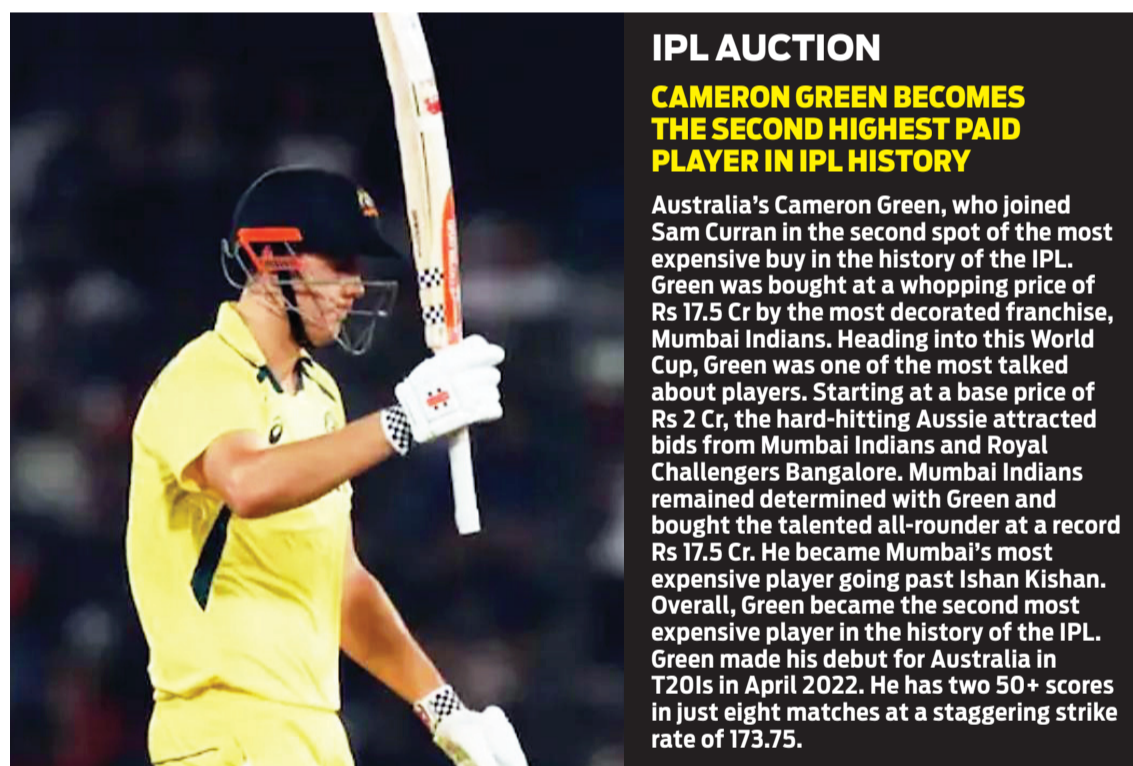 IPL AUCTION
CAMERON GREEN BECOMES
THE SECOND HIGHEST PAID
PLAYER IN IPL HISTORY
Australia’s Cameron Green, who joined
Sam Curran in the second spot of the most
expensive buy in the history of the IPL.
Green was bought at a whopping price of
Rs 17.5 Cr by the most decorated franchise,
Mumbai Indians. Heading into this World
Cup, Green was one of the most talked
about players. Starting at a base price of
Rs 2 Cr, the hard-hitting Aussie attracted
bids from Mumbai Indians and Royal
Challengers Bangalore. Mumbai Indians
remained determined with Green and
bought the talented all-rounder at a record
Rs 17.5 Cr. He became Mumbai’s most
expensive player going past Ishan Kishan.
Overall, Green became the second most
expensive player in the history of the IPL.
Green made his debut for Australia in
T20Is in April 2022. He has two 50+ scores
in just eight matches at a staggering strike
rate of 173.75.